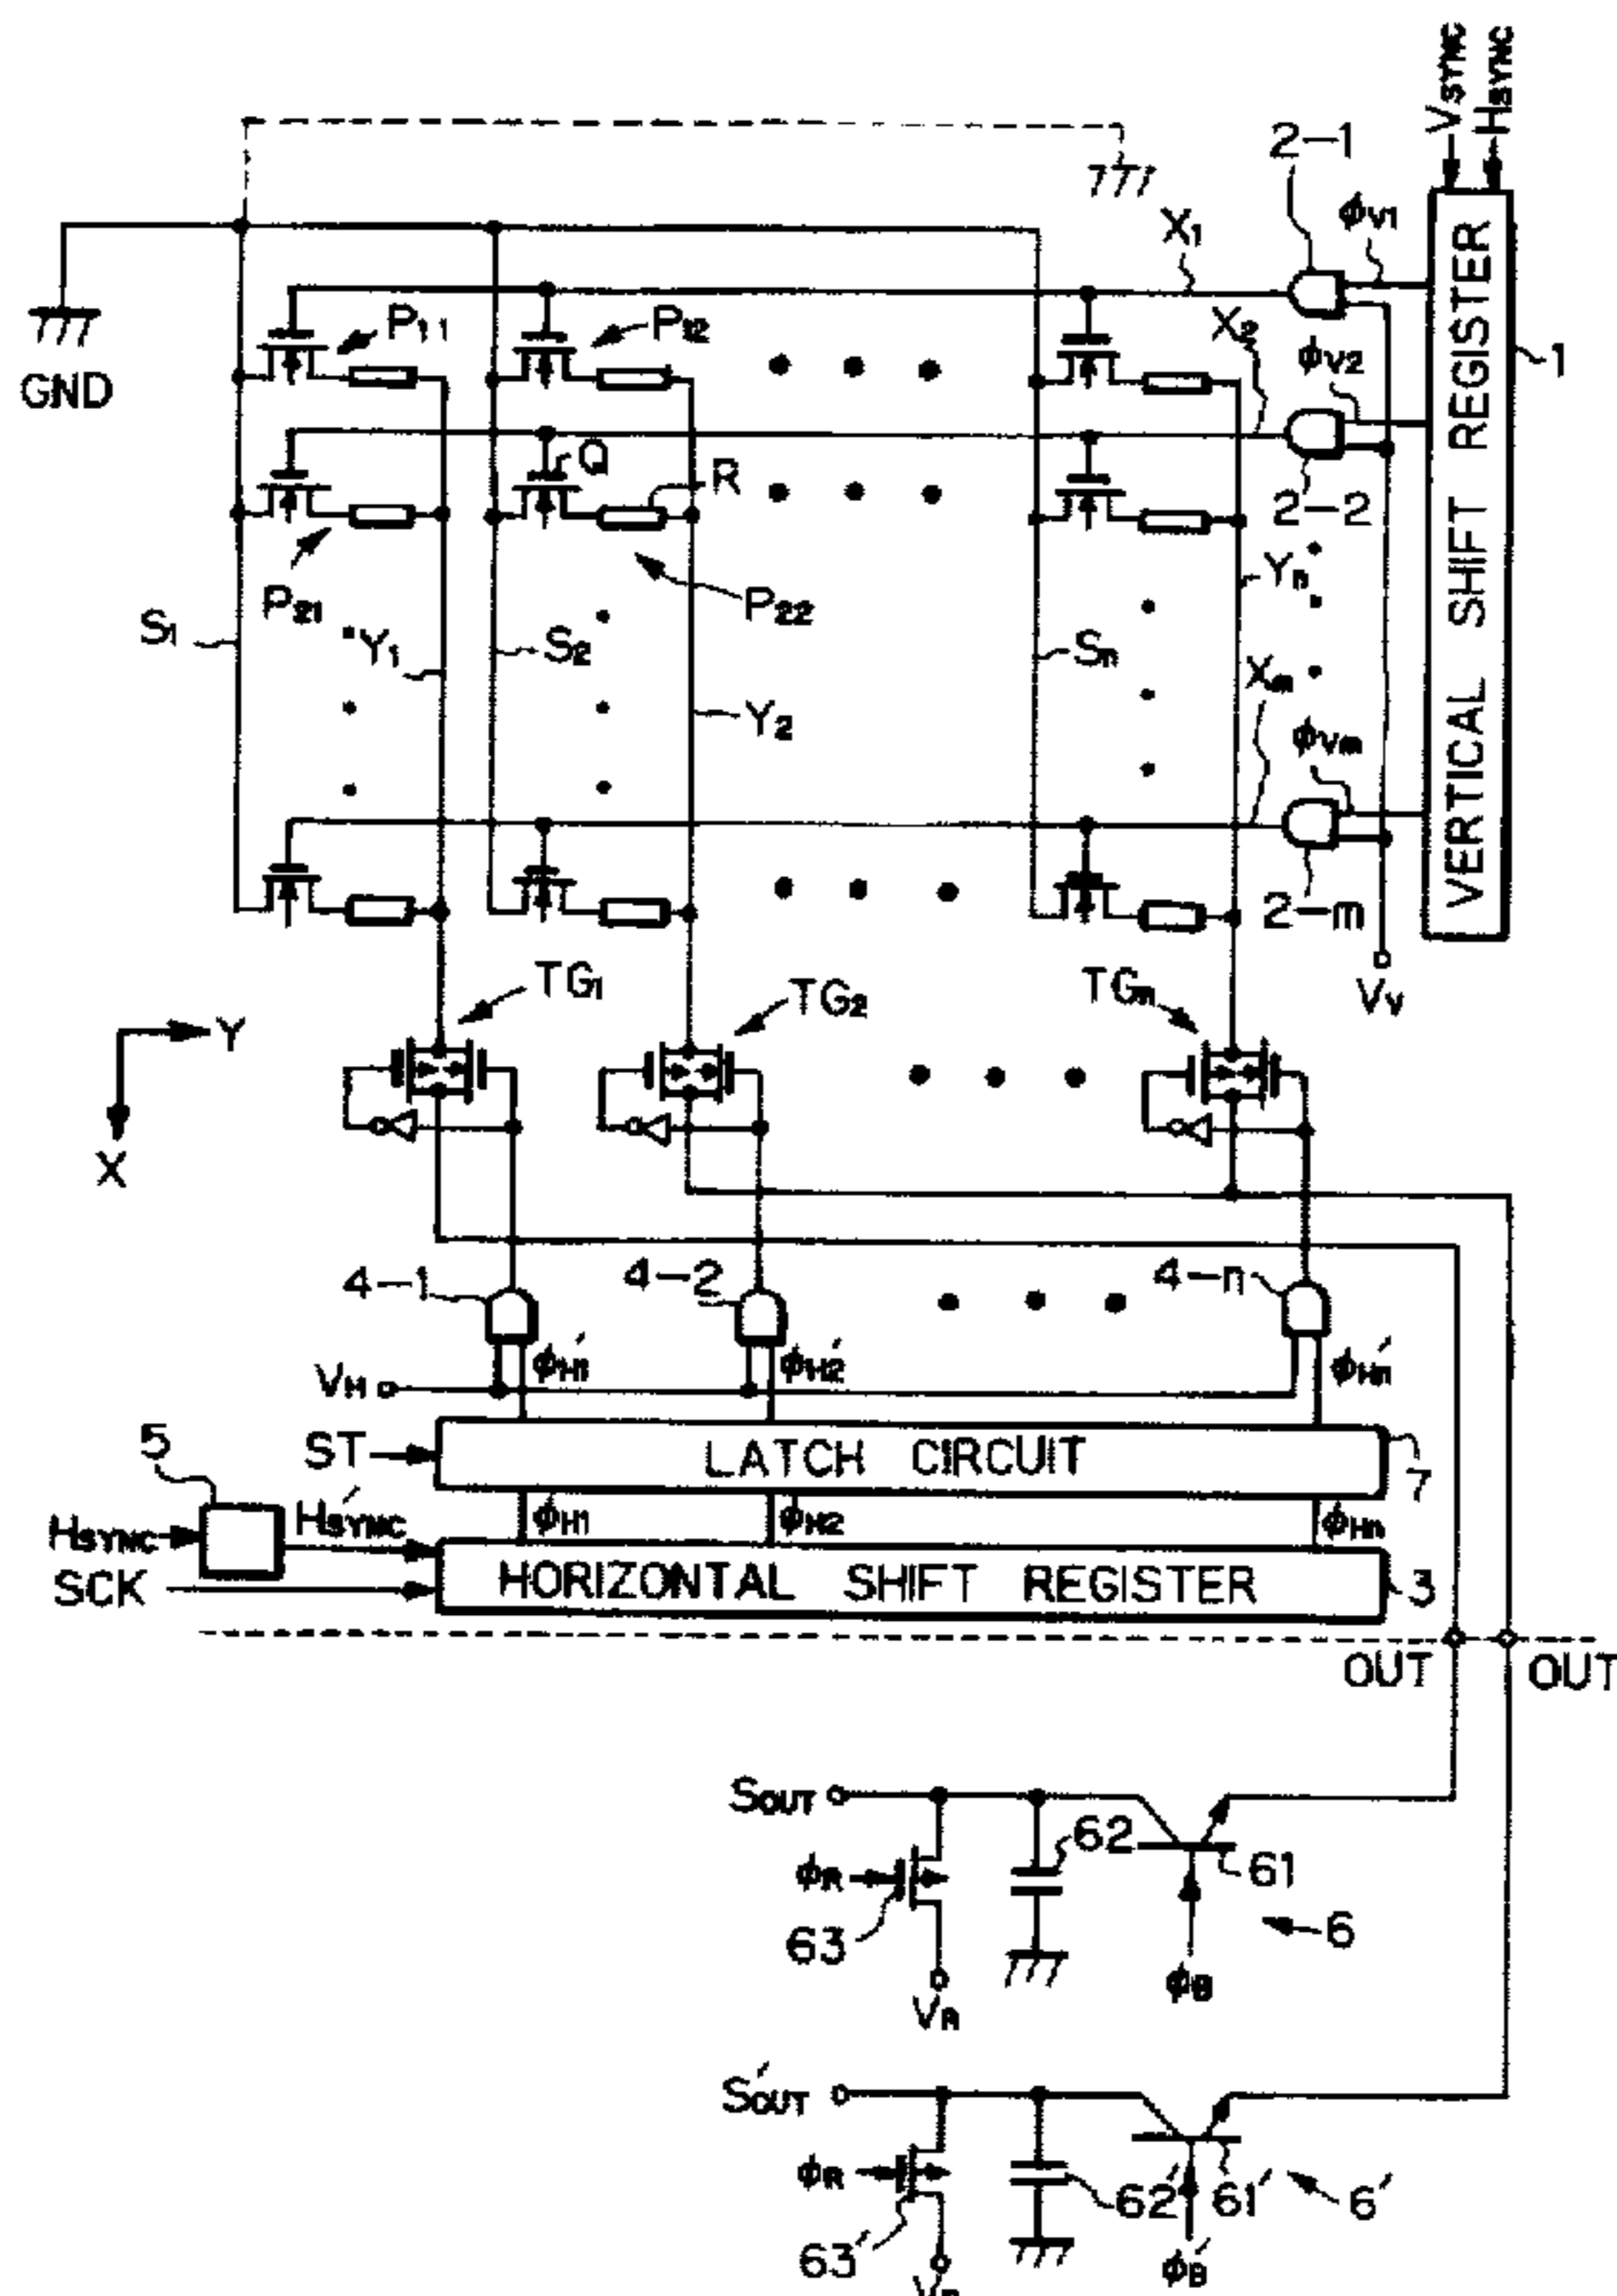 VSYNC
HSYNC
2-1
φV1
X1
P11
P12
X2
φV2
1
GND
VERTICAL SHIFT REGISTER
Q
R
2-2
P21
P22
Yn
S1
Y1
S2
Sn
Xm
Y2
φVm
2-m
TG1
TG2
TGn
VV
Y
X
4-1
4-2
4-n
φH1'
φH2'
φHn'
VH
5
ST
LATCH CIRCUIT
7
HSYNC
H'SYNC
φH1
φH2
φHn
SCK
HORIZONTAL SHIFT REGISTER
3
OUT
OUT
SOUT
62
61
φR
63
6
φB
VR
S'OUT
φR
62'
61'
6'
63'
φB'